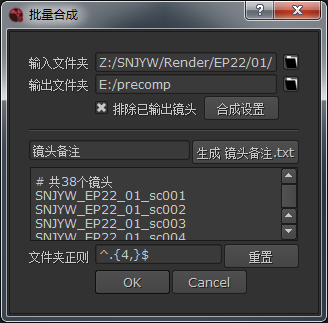 批量合成
输入文件夹 Z:/SNJYW/Render/EP22/01/
输出文件夹 E:/precomp
排除已输出镜头 合成设置
镜头备注 生成 镜头备注.txt
# 共38个镜头
SNJYW_EP22_01_sc001
SNJYW_EP22_01_sc002
SNJYW_EP22_01_sc003
SNJYW_EP22_01_sc004
文件夹正则 ^.{4,}$ 重置
OK Cancel